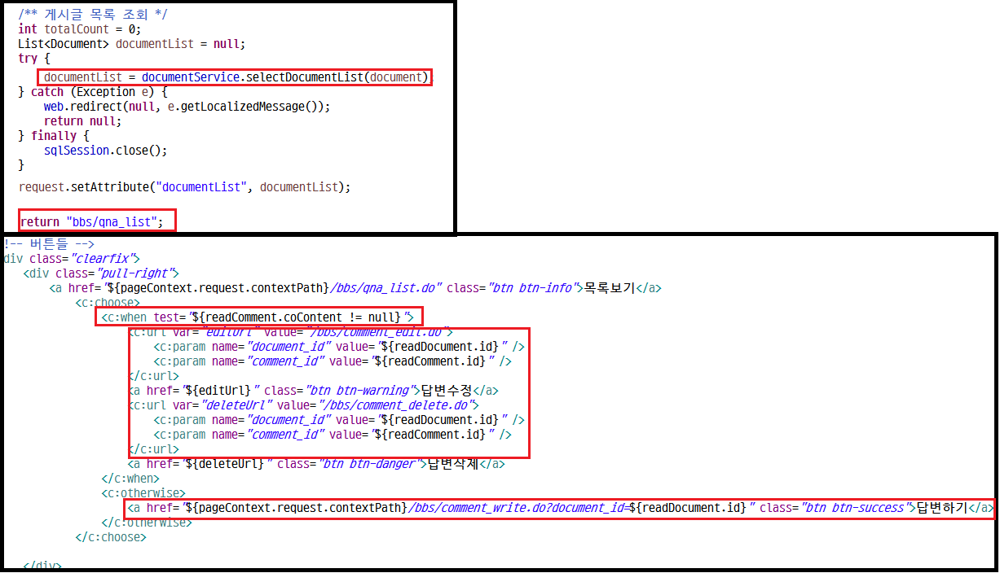 /** 게시글 목록 조회 */
int totalCount = 0;
List<Document> documentList = null;
try {
documentList = documentService.selectDocumentList(document)
} catch (Exception e) {
web.redirect(null, e.getLocalizedMessage());
return null;
} finally {
sqlSession.close();
}
request.setAttribute("documentList", documentList);
return "bbs/qna_list";
!-- 버튼들 -->
div class="clearfix">
<div class="pull-right">
<a href="${pageContext.request.contextPath}/bbs/qna_list.do" class="btn btn-info">목록보기</a>
<c:choose>
<c:when test="${readComment.coContent != null}">
<c:url var="editUrl" value="/bbs/comment_edit.do">
<c:param name="document_id" value="${readDocument.id}" />
<c:param name="comment_id" value="${readComment.id}" />
</c:url>
<a href="${editUrl}" class="btn btn-warning">답변수정</a>
<c:url var="deleteUrl" value="/bbs/comment_delete.do">
<c:param name="document_id" value="${readDocument.id}" />
<c:param name="comment_id" value="${readComment.id}" />
</c:url>
<a href="${deleteUrl}" class="btn btn-danger">답변삭제</a>
</c:when>
<c:otherwise>
<a href="${pageContext.request.contextPath}/bbs/comment_write.do?document_id=${readDocument.id}" class="btn btn-success">답변하기</a>
</c:otherwise>
</c:choose>
</div>